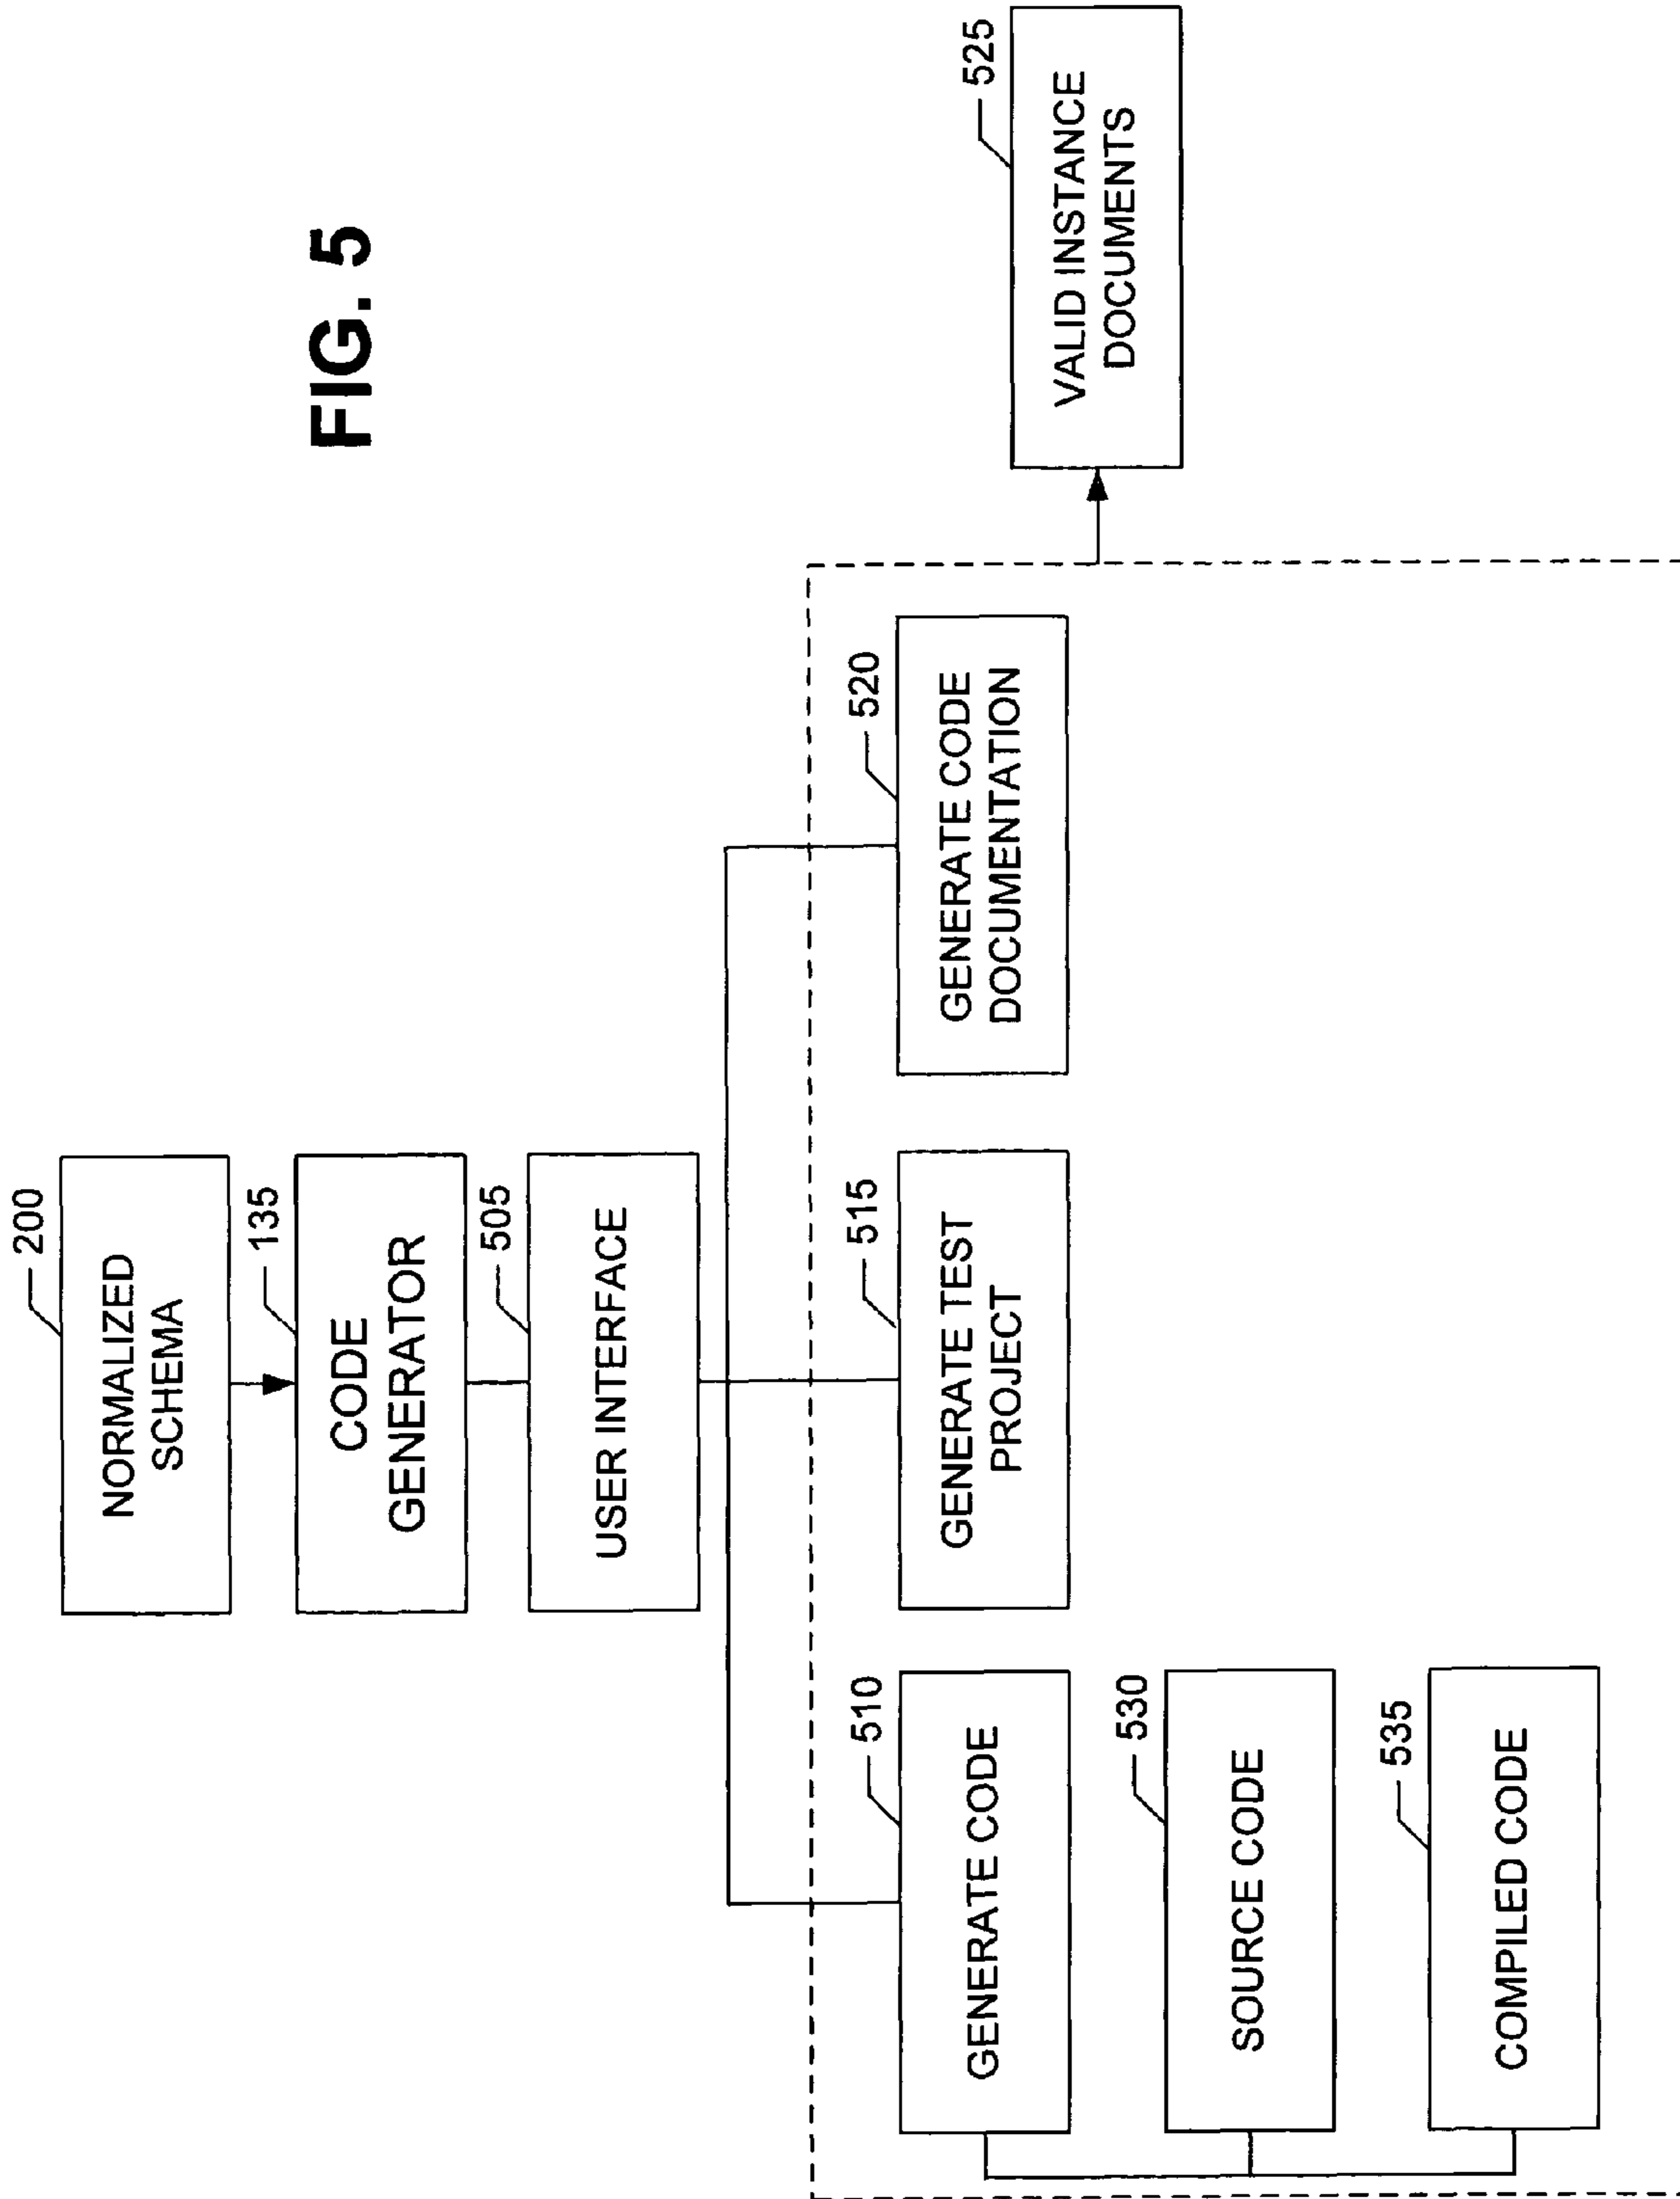 FIG. 5
200
NORMALIZED
SCHEMA
135
CODE
GENERATOR
505
USER INTERFACE
510
GENERATE CODE
515
GENERATE TEST
PROJECT
520
GENERATE CODE
DOCUMENTATION
525
VALID INSTANCE
DOCUMENTS
530
SOURCE CODE
535
COMPILED CODE